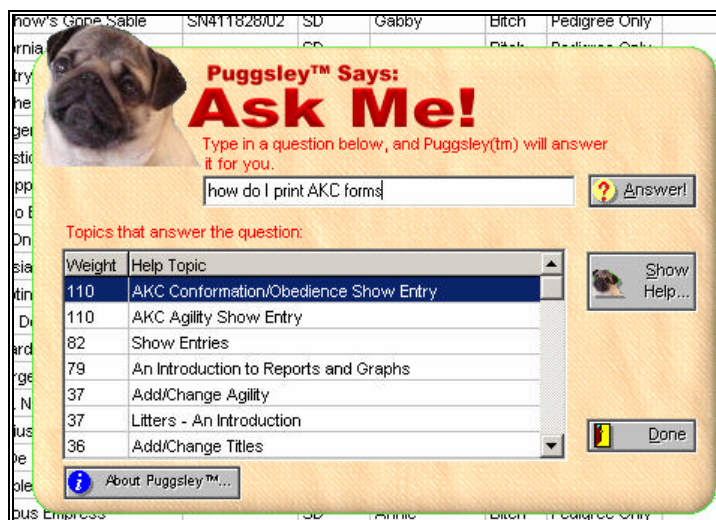 how's Gone Sable SN411828/02 SD Gabby Bitch Pedigree Only
Puggsley™ Says:
Ask Me!
Type in a question below, and Puggsley(tm) will answer
it for you.
how do I print AKC forms
Answer!
Topics that answer the question:
Weight Help Topic
110 AKC Conformation/Obedience Show Entry
110 AKC Agility Show Entry
82 Show Entries
79 An Introduction to Reports and Graphs
37 Add/Change Agility
37 Litters - An Introduction
36 Add/Change Titles
Show
Help...
Done
About Puggsley™...
bus Empress SD Annie Bitch Pedigree Only